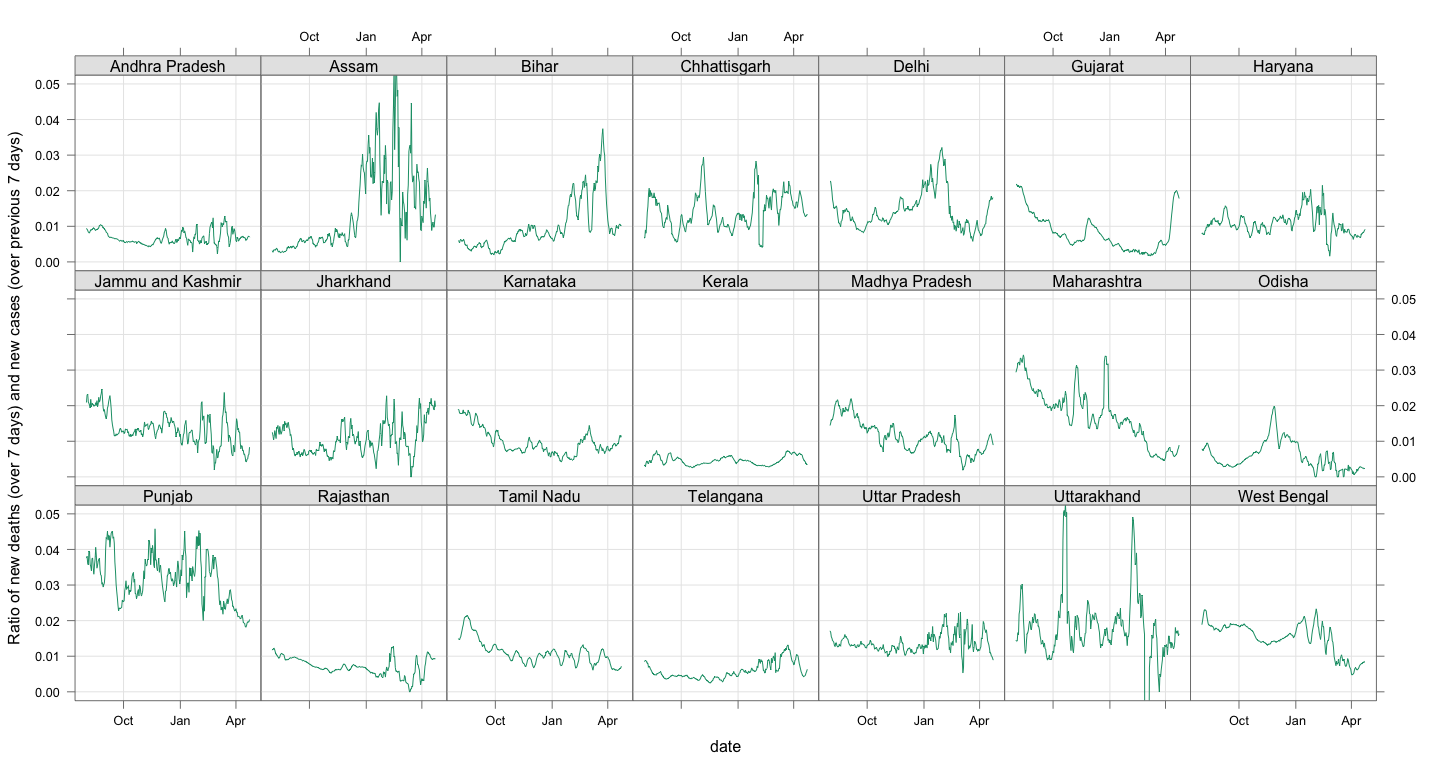 Oct Jan Apr Oct Jan Apr Oct Jan Apr
Andhra Pradesh Assam Bihar Chhattisgarh Delhi Gujarat Haryana
0.05
0.04
0.03
0.02
0.01
0.00
Jammu and Kashmir Jharkhand Karnataka Kerala Madhya Pradesh Maharashtra Odisha
0.05
0.04
0.03
0.02
0.01
0.00
Punjab Rajasthan Tamil Nadu Telangana Uttar Pradesh Uttarakhand West Bengal
0.05
0.04
0.03
0.02
0.01
0.00
Oct Jan Apr Oct Jan Apr Oct Jan Apr Oct Jan Apr
date
Ratio of new deaths (over 7 days) and new cases (over previous 7 days)